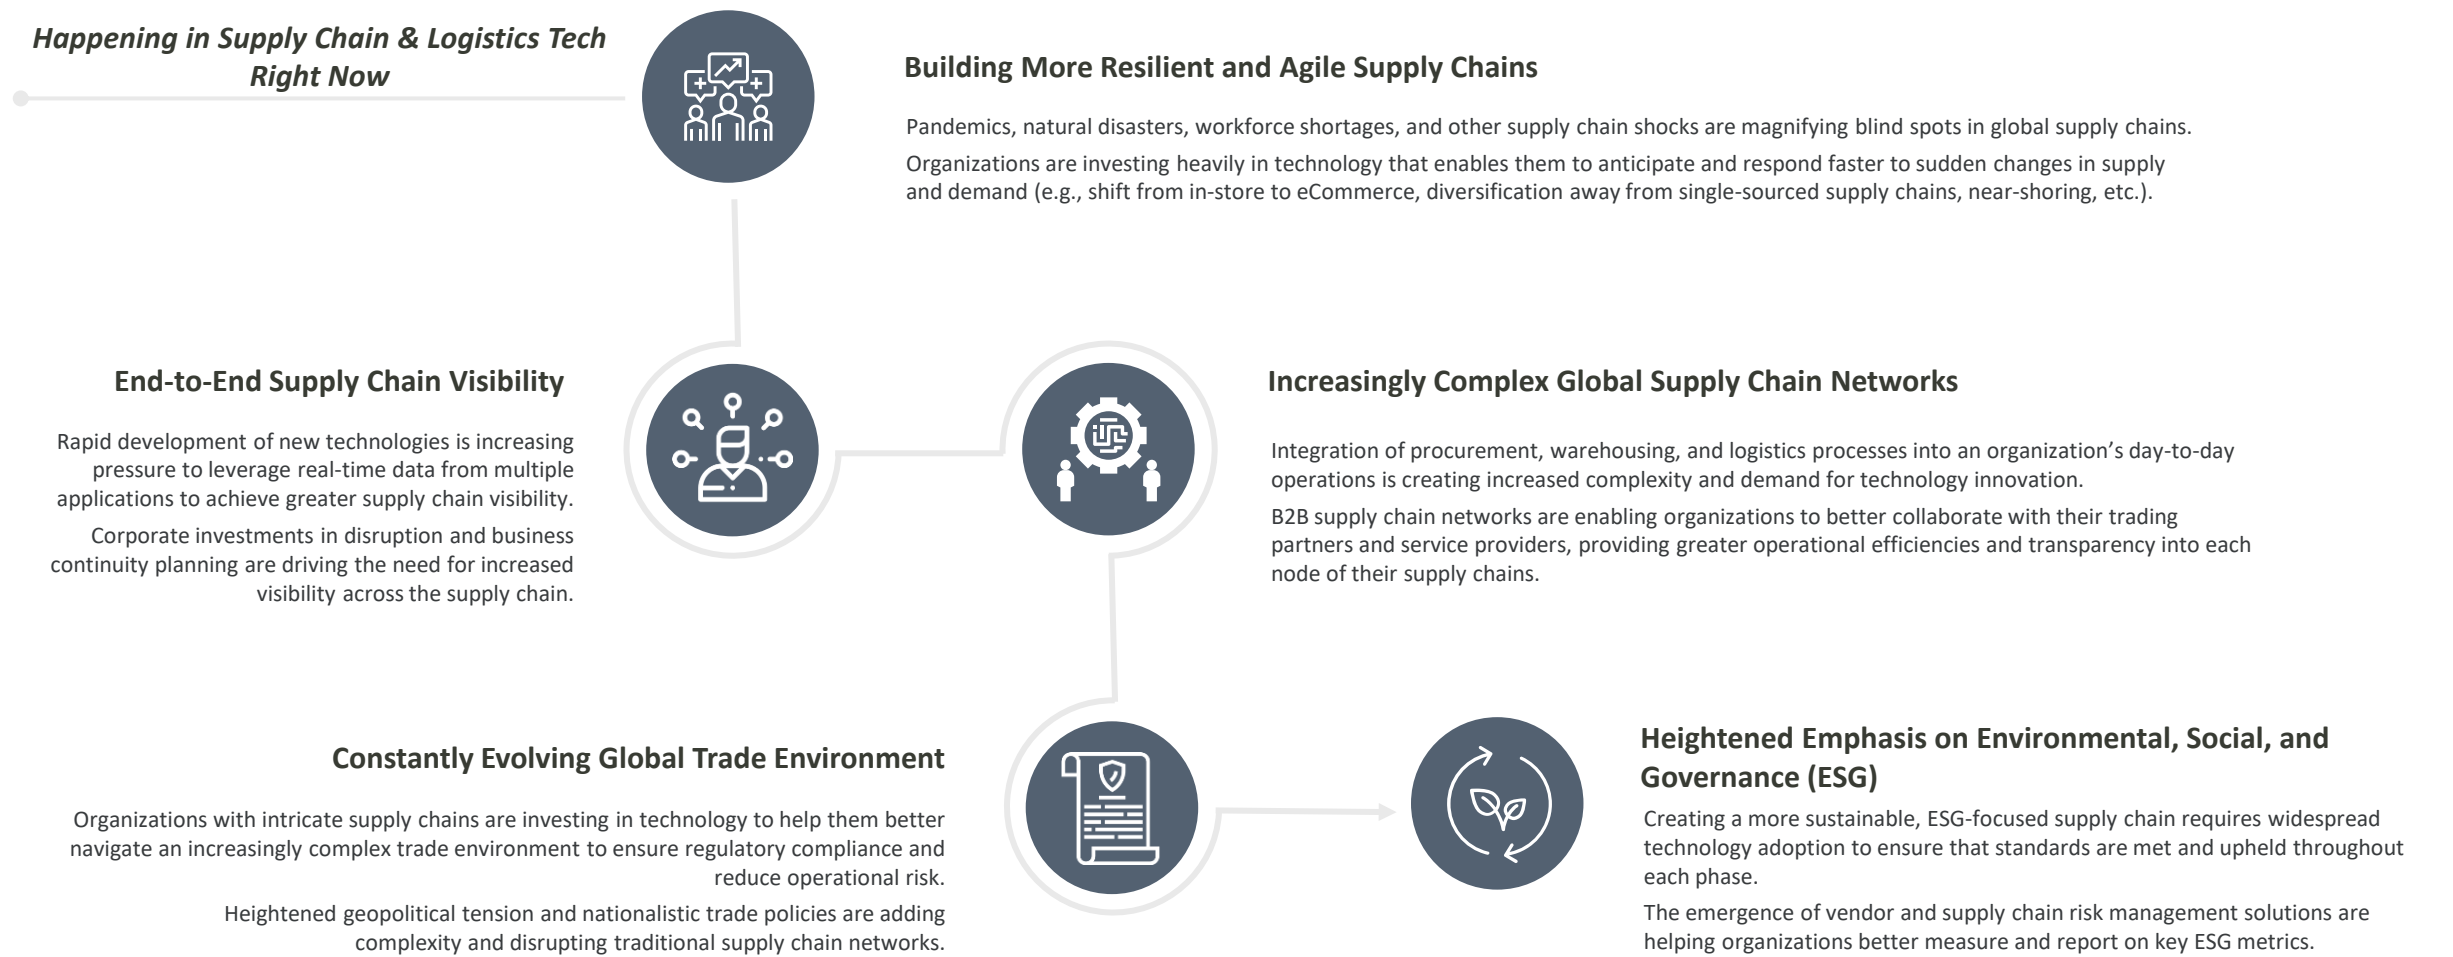 Happening in Supply Chain & Logistics Tech
Right Now
Building More Resilient and Agile Supply Chains
Pandemics, natural disasters, workforce shortages, and other supply chain shocks are magnifying blind spots in global supply chains.
Organizations are investing heavily in technology that enables them to anticipate and respond faster to sudden changes in supply
and demand (e.g., shift from in-store to eCommerce, diversification away from single-sourced supply chains, near-shoring, etc.).
End-to-End Supply Chain Visibility
Rapid development of new technologies is increasing
pressure to leverage real-time data from multiple
applications to achieve greater supply chain visibility.
Corporate investments in disruption and business
continuity planning are driving the need for increased
visibility across the supply chain.
Increasingly Complex Global Supply Chain Networks
Integration of procurement, warehousing, and logistics processes into an organization’s day-to-day
operations is creating increased complexity and demand for technology innovation.
B2B supply chain networks are enabling organizations to better collaborate with their trading
partners and service providers, providing greater operational efficiencies and transparency into each
node of their supply chains.
Constantly Evolving Global Trade Environment
Organizations with intricate supply chains are investing in technology to help them better
navigate an increasingly complex trade environment to ensure regulatory compliance and
reduce operational risk.
Heightened geopolitical tension and nationalistic trade policies are adding
complexity and disrupting traditional supply chain networks.
Heightened Emphasis on Environmental, Social, and
Governance (ESG)
Creating a more sustainable, ESG-focused supply chain requires widespread
technology adoption to ensure that standards are met and upheld throughout
each phase.
The emergence of vendor and supply chain risk management solutions are
helping organizations better measure and report on key ESG metrics.